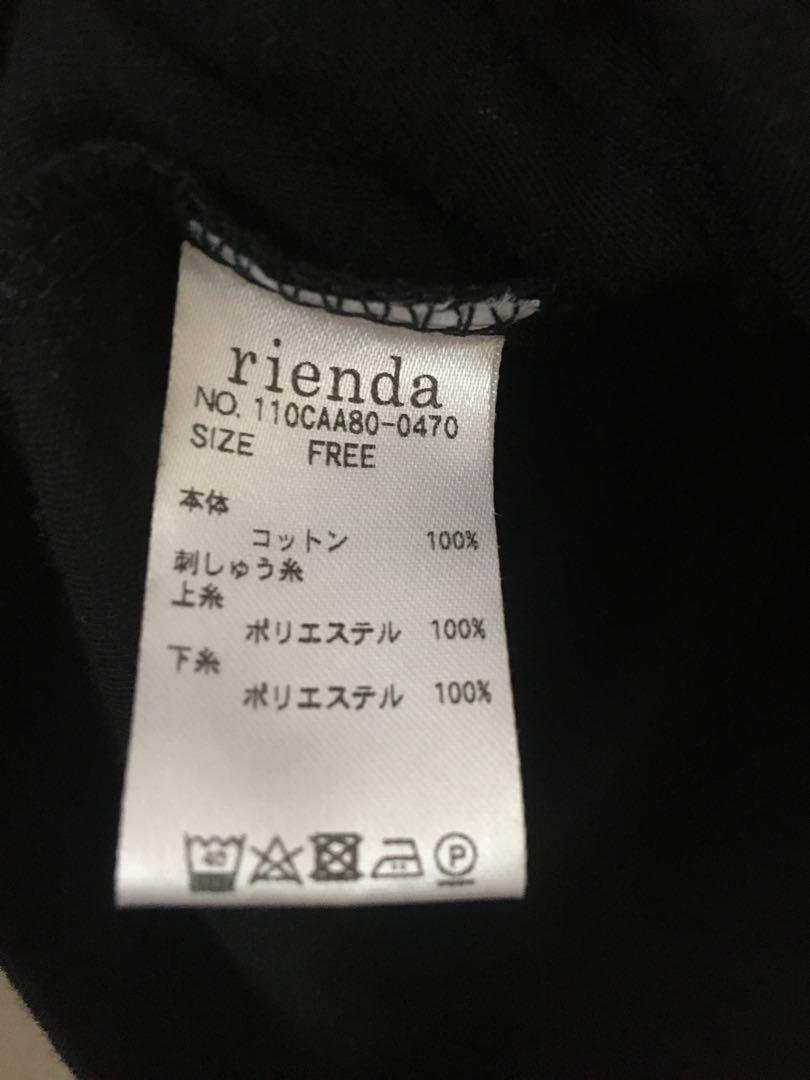 rienda
NO. 110CAA80-0470
SIZE FREE
本体
コットン 100%
刺しゅう糸
上糸
ポリエステル 100%
下糸
ポリエステル 100%
40
P